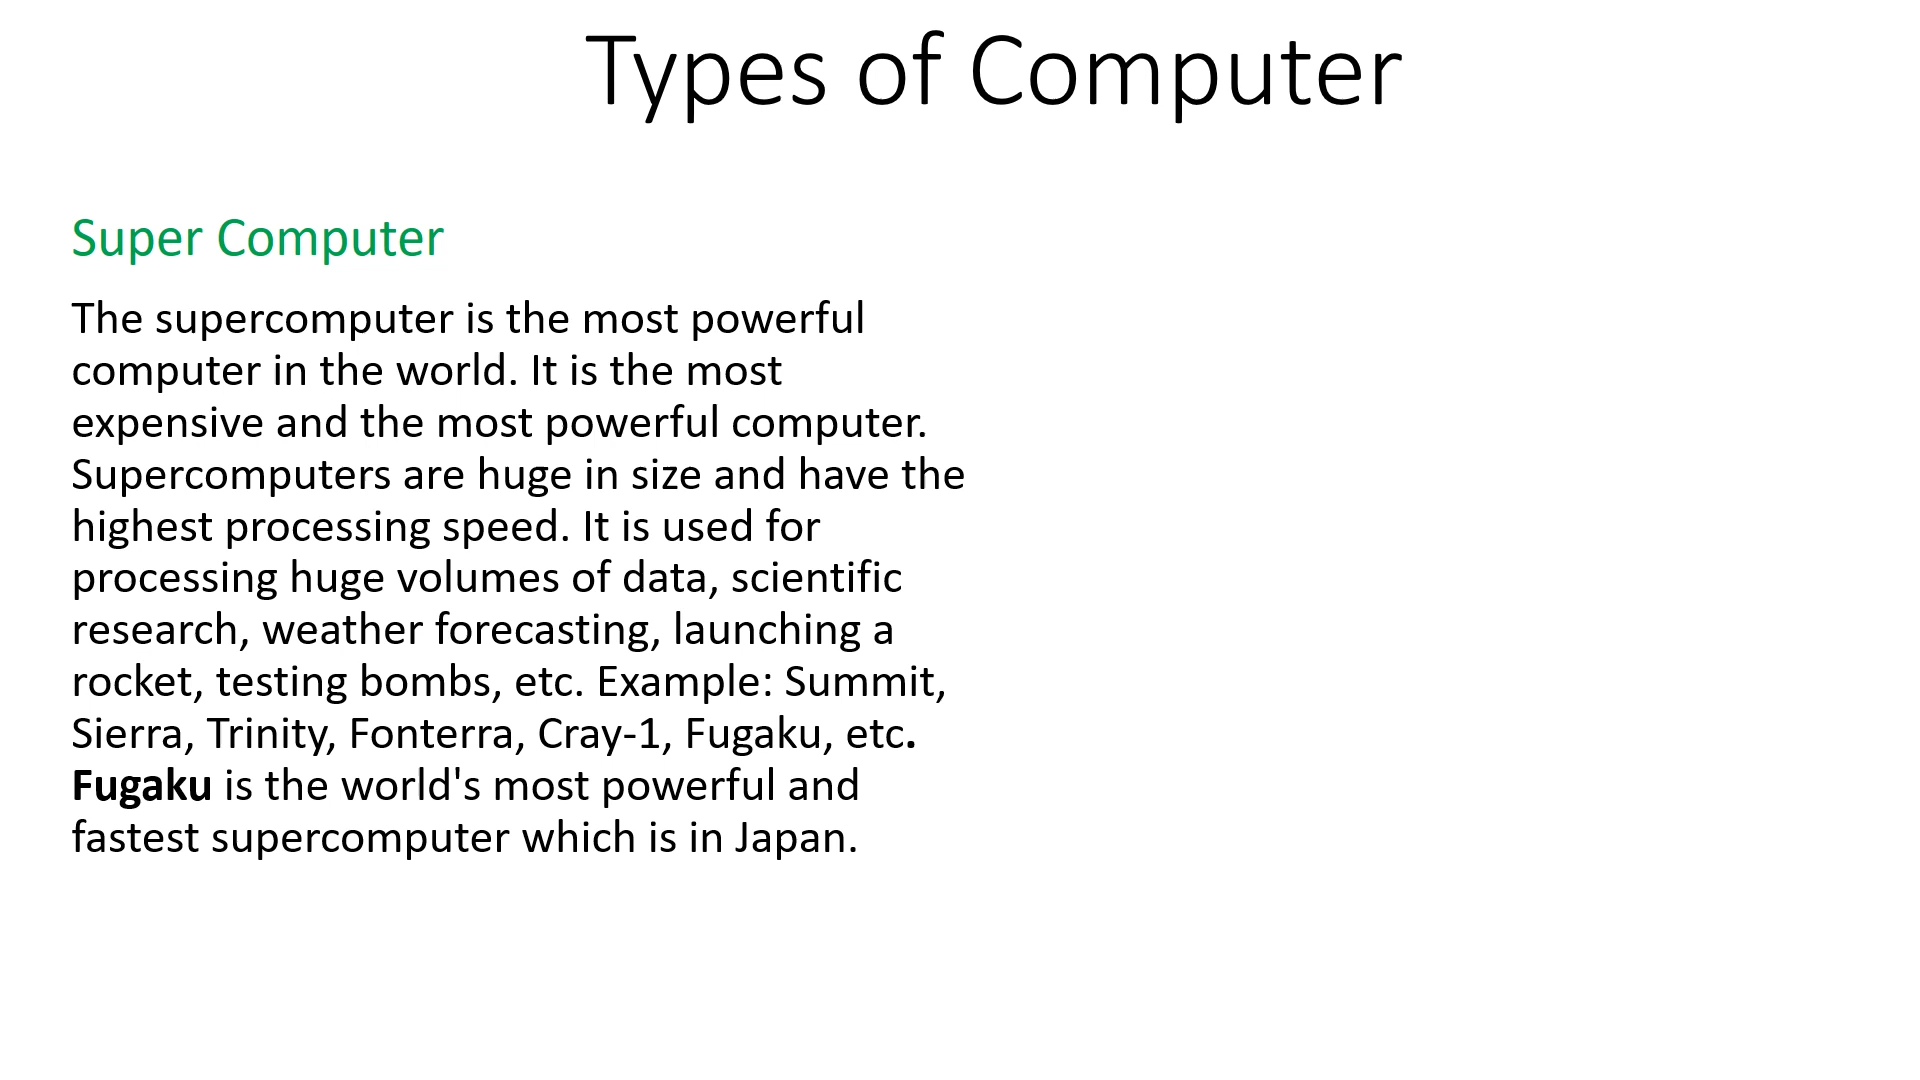 Types of Computer
Super Computer
The supercomputer is the most powerful
computer in the world. It is the most
expensive and the most powerful computer.
Supercomputers are huge in size and have the
highest processing speed. It is used for
processing huge volumes of data, scientific
research, weather forecasting, launching a
rocket, testing bombs, etc. Example: Summit,
Sierra, Trinity, Fonterra, Cray-1, Fugaku, etc.
Fugaku is the world's most powerful and
fastest supercomputer which is in Japan.